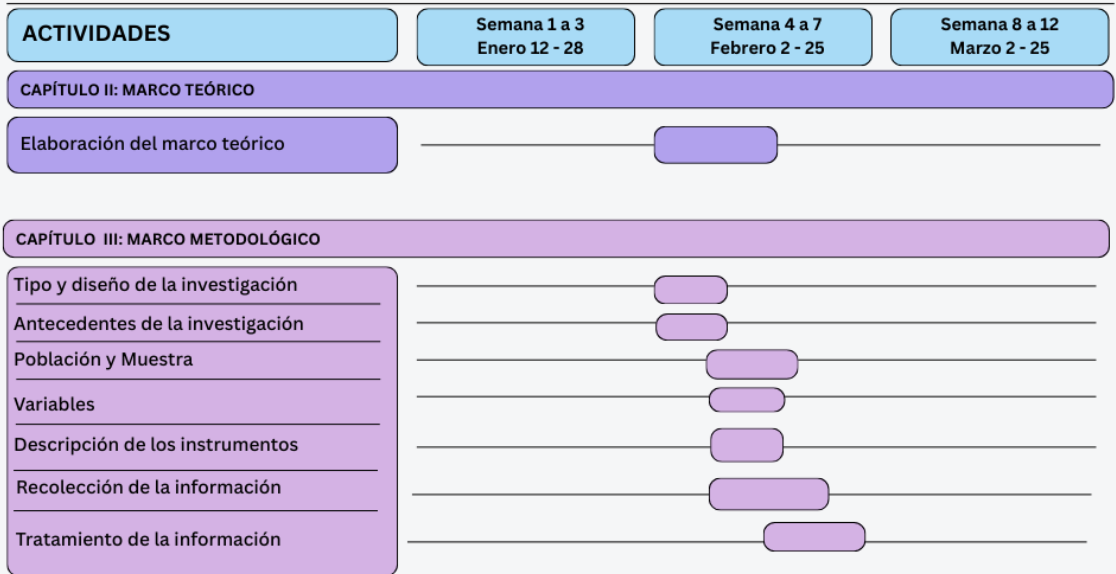 ACTIVIDADES
Semana 1 a 3
Enero 12 - 28
Semana 4 a 7
Febrero 2 - 25
Semana 8 a 12
Marzo 2 - 25
CAPÍTULO II: MARCO TEÓRICO
Elaboración del marco teórico
CAPÍTULO III: MARCO METODOLÓGICO
Tipo y diseño de la investigación
Antecedentes de la investigación
Población y Muestra
Variables
Descripción de los instrumentos
Recolección de la información
Tratamiento de la información